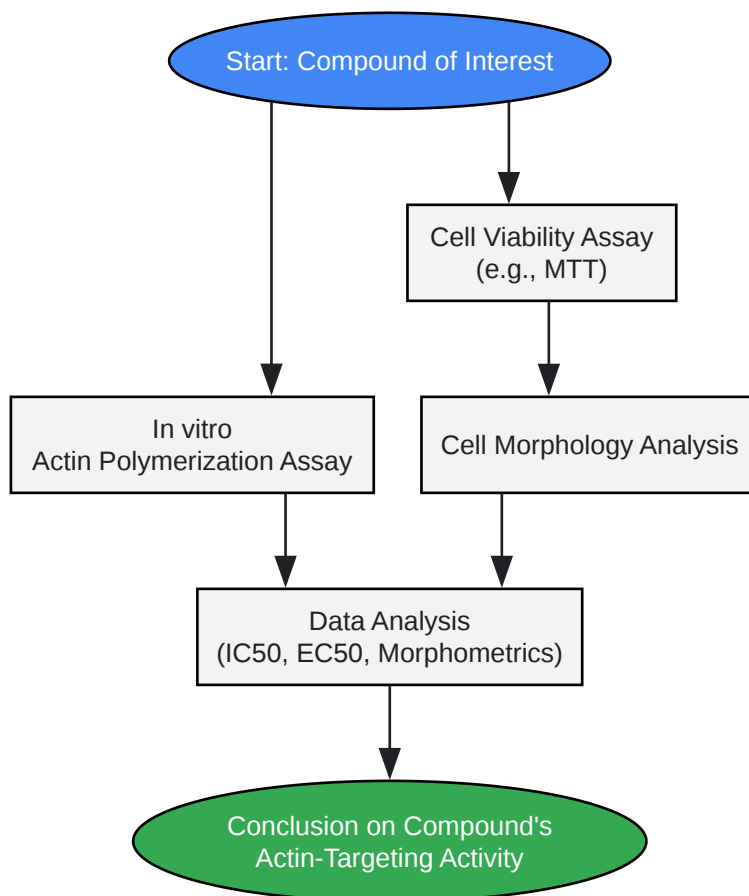 Start: Compound of Interest
Cell Viability Assay
(e.g., MTT)
In vitro
Actin Polymerization Assay
Cell Morphology Analysis
Data Analysis
(IC50, EC50, Morphometrics)
Conclusion on Compound's
Actin-Targeting Activity